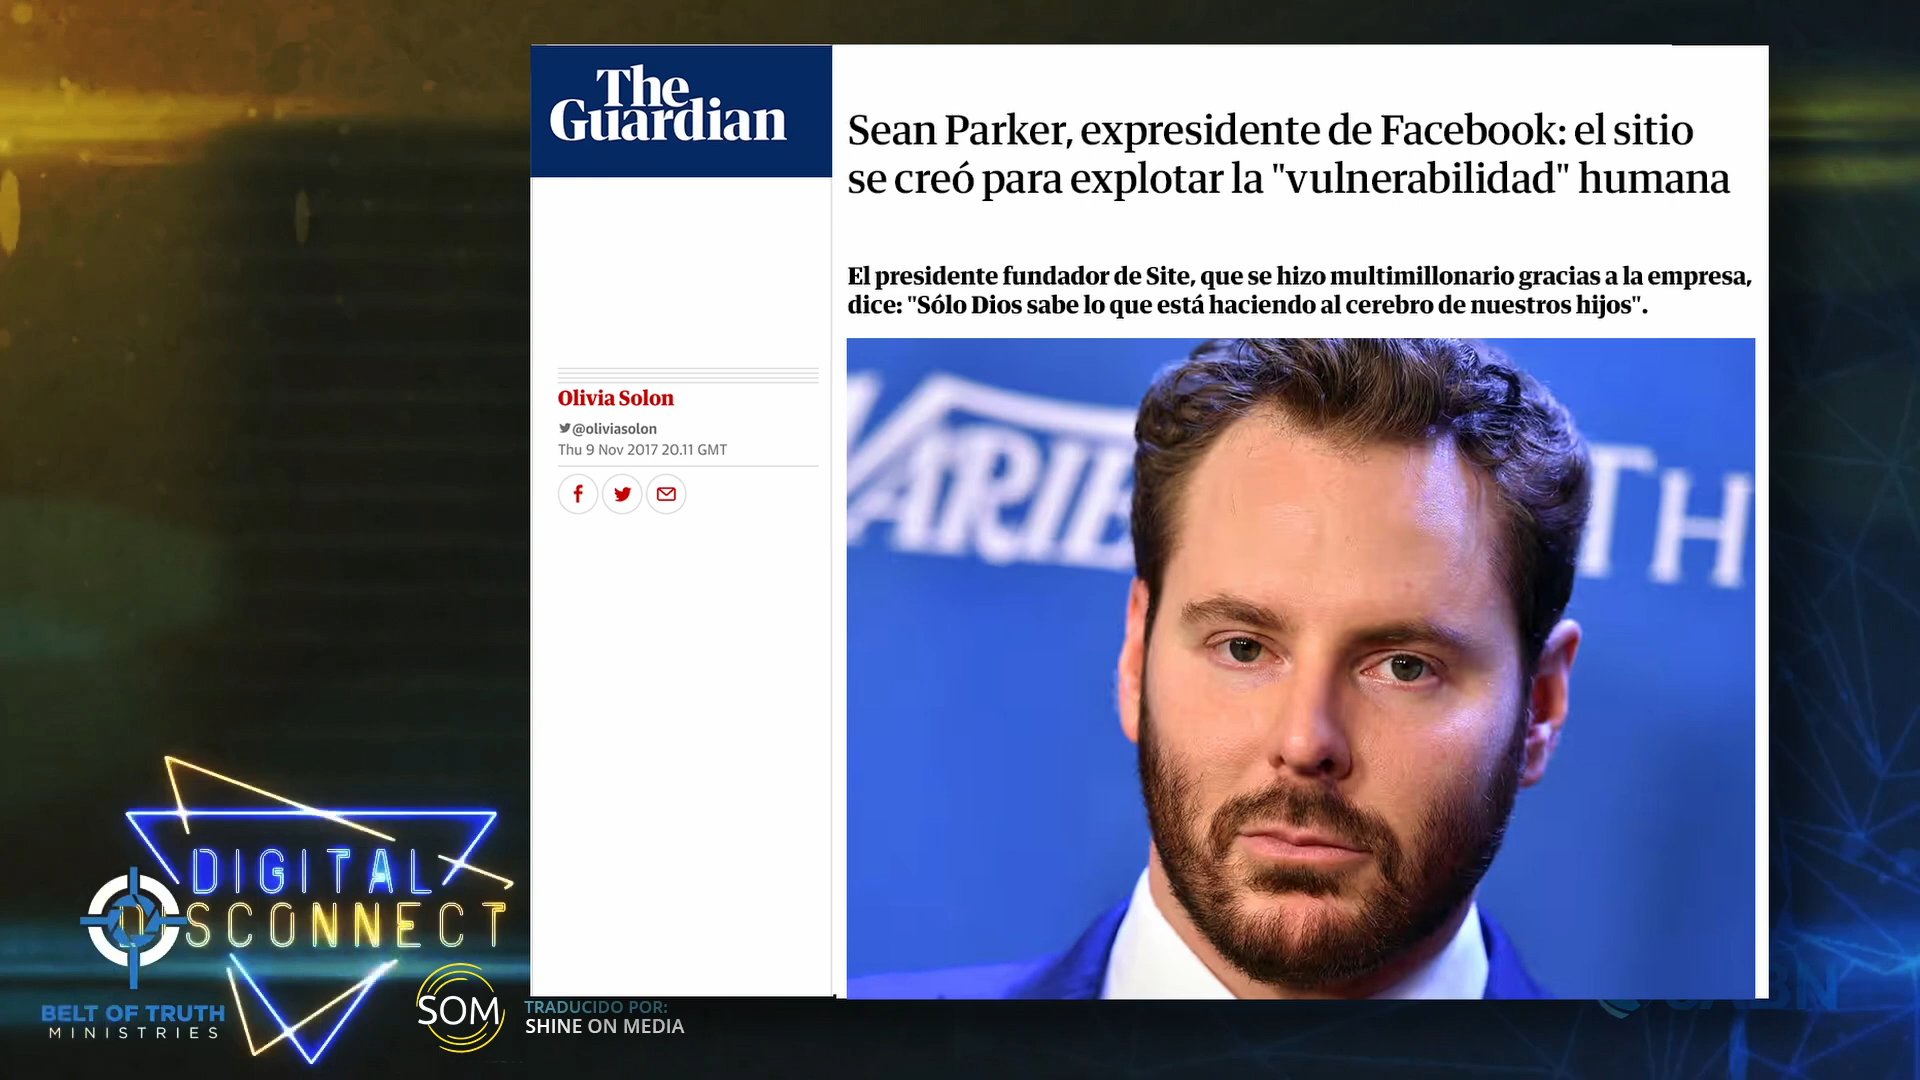 The
Guardian
Sean Parker, expresidente de Facebook: el sitio
se creó para explotar la "vulnerabilidad" humana
El presidente fundador de Site, que se hizo multimillonario gracias a la empresa,
dice: "Sólo Dios sabe lo que está haciendo al cerebro de nuestros hijos".
Olivia Solon
@oliviasolon
Thu 9 Nov 2017 20.11 GMT
VARIE
TH
DIGITAL
DISCONNECT
BELT OF TRUTH
MINISTRIES
SOM
TRADUCIDO POR:
SHINE ON MEDIA